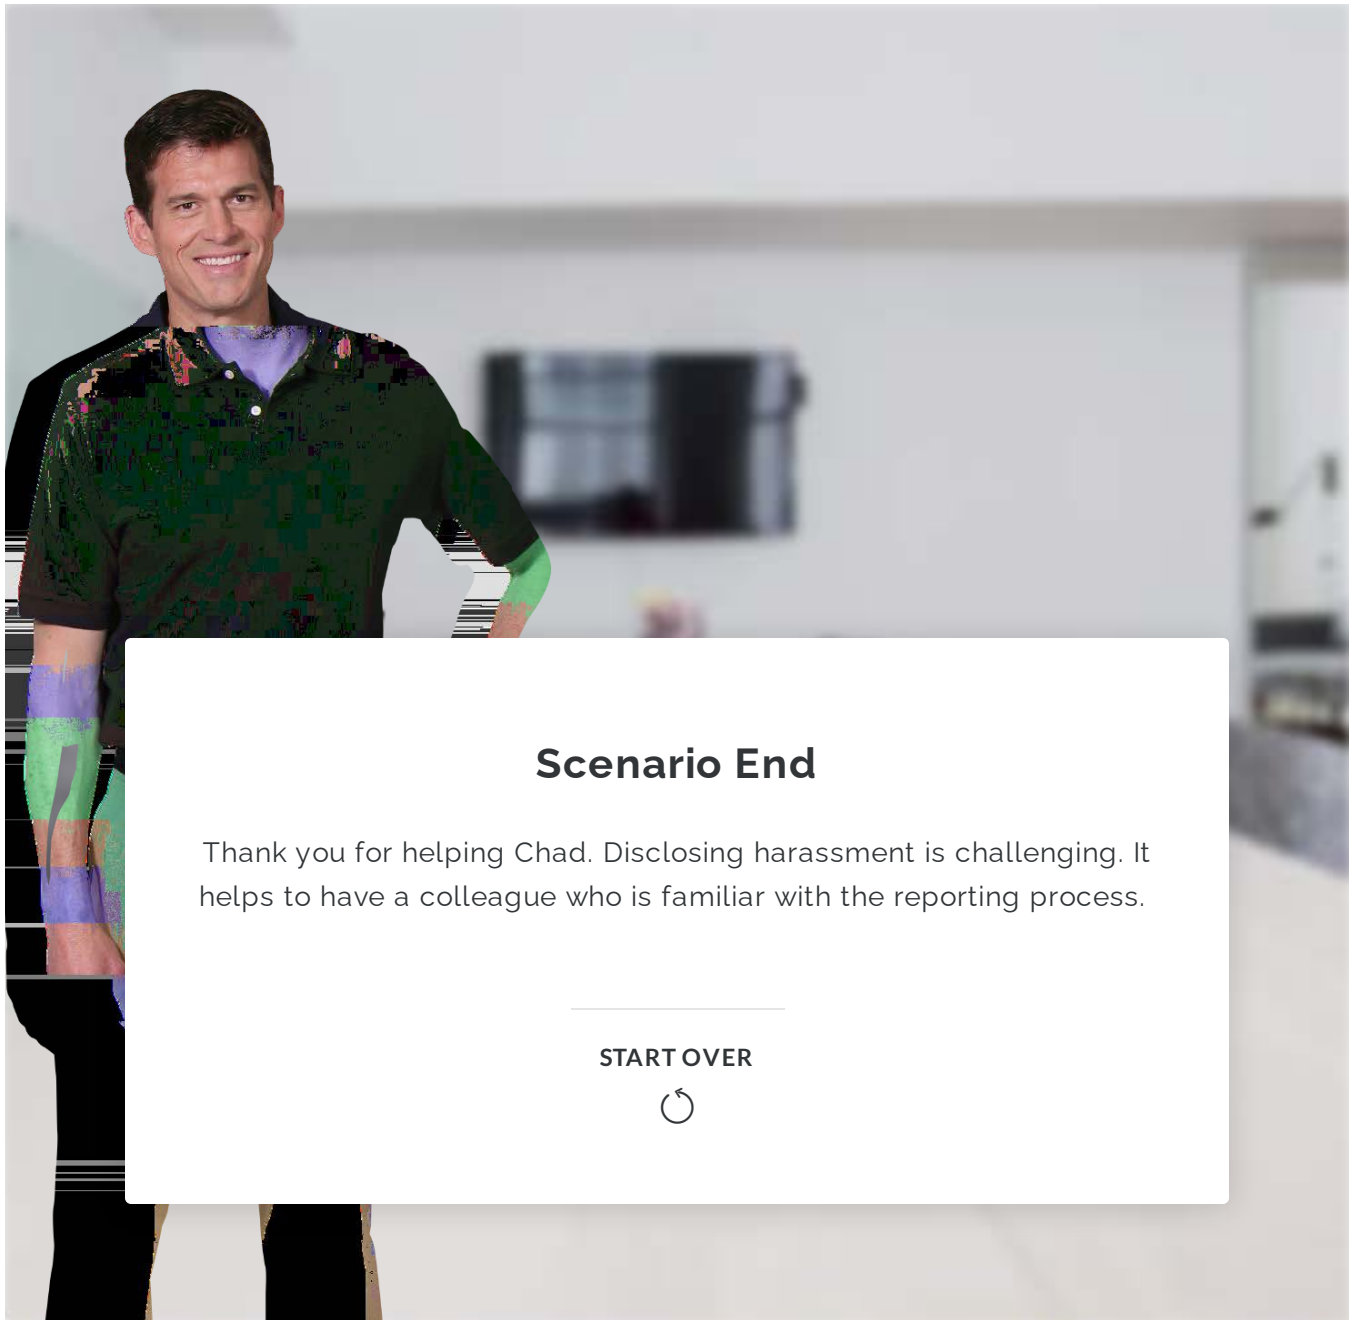 Scenario End
Thank you for helping Chad. Disclosing harassment is challenging. It
helps to have a colleague who is familiar with the reporting process.
START OVER